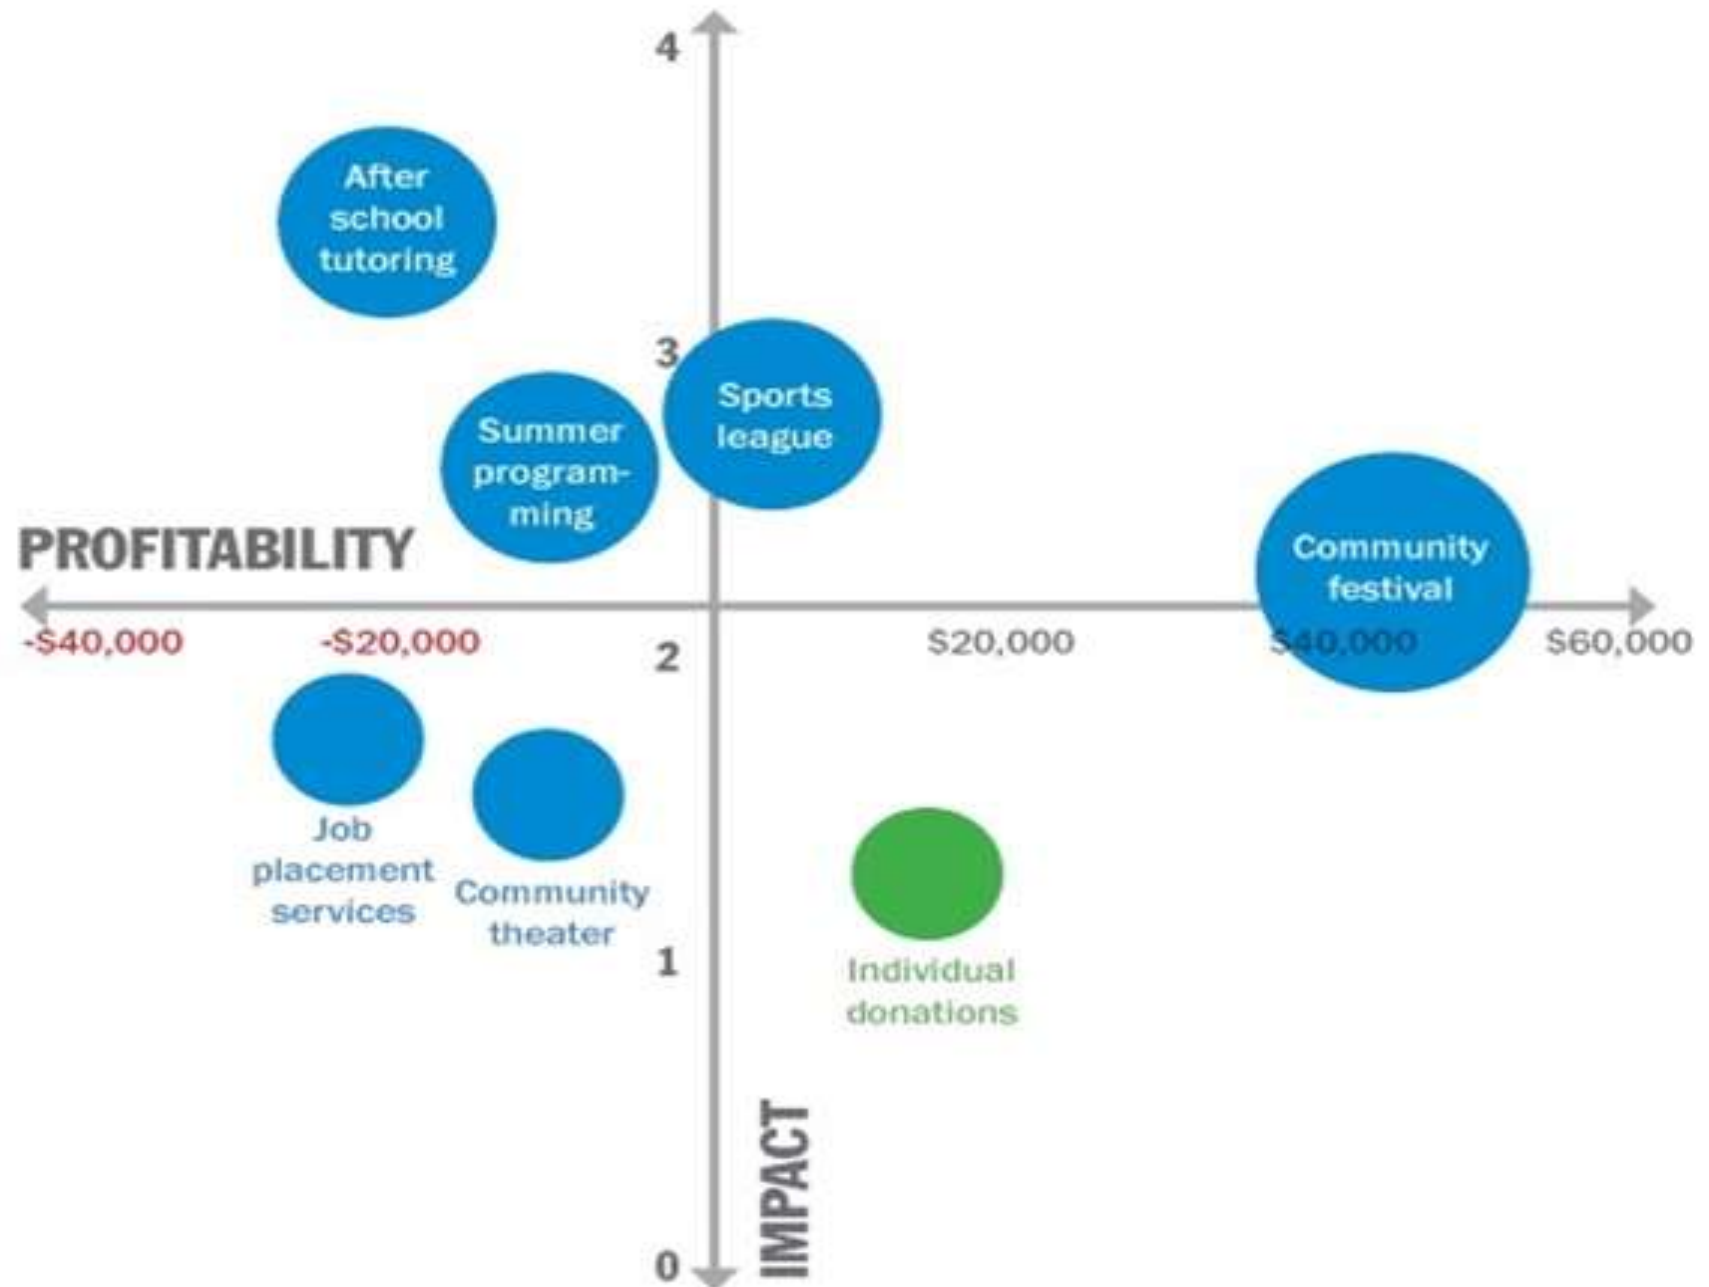 4
After
school
tutoring
3
Sports
league
Summer
program-
ming
PROFITABILITY
Community
festival
-$40,000
-$20,000
2
$20,000
$40,000
$60,000
Job
placement
services
Community
theater
1
Individual
donations
IMPACT
0